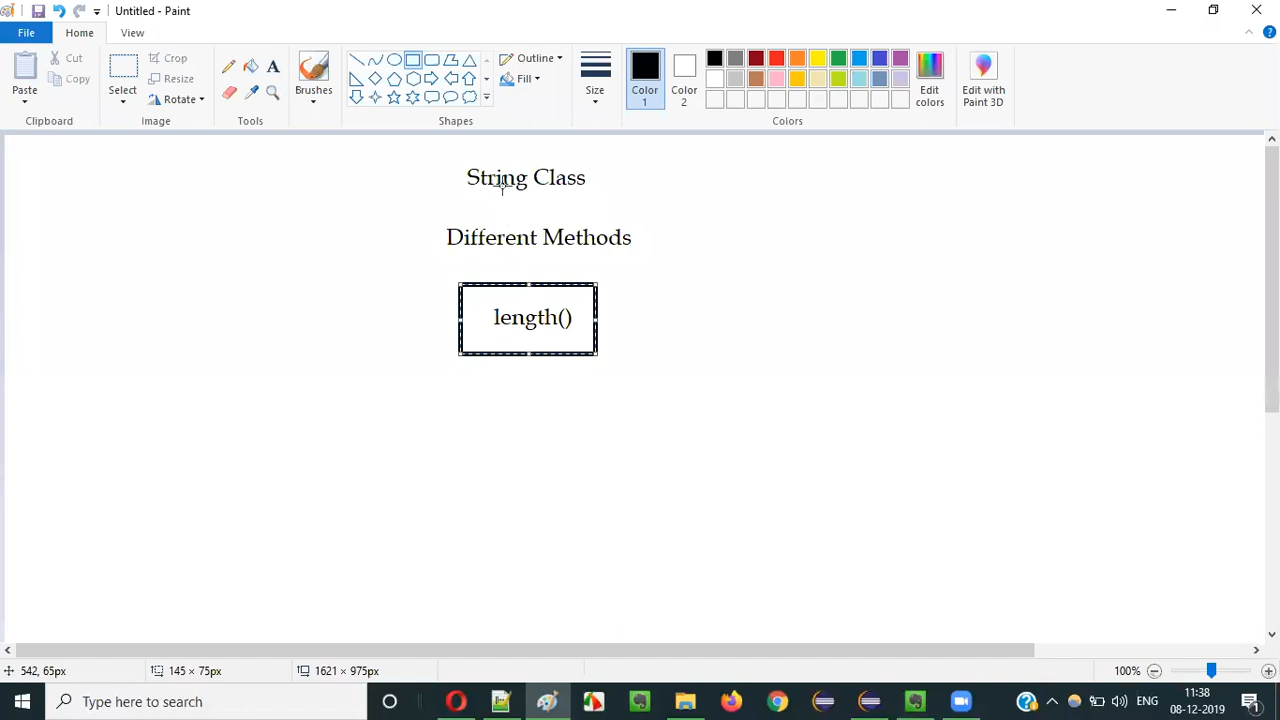 Untitled - Paint
File
Home
View
Paste
Cut
Copy
Clipboard
Select
Crop
Resize
Rotate
Image
A
Tools
Brushes
Shapes
Outline
Fill
Size
Color 1
Color 2
Edit colors
Colors
Edit with Paint 3D
String Class
Different Methods
length()
542, 65px
145 × 75px
1621 × 975px
100%
Type here to search
ENG
11:38
08-12-2019
1